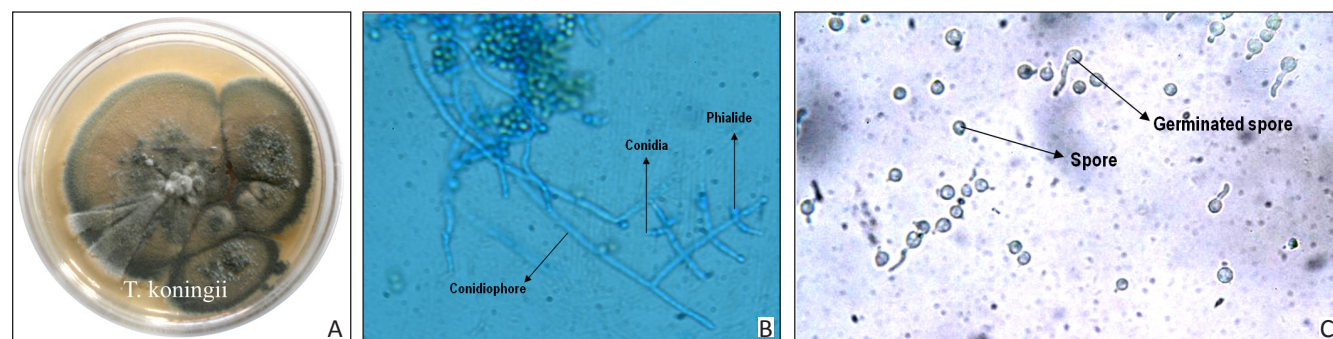 T. koningii
A
Conidia
Phialide
Conidiophore
B
Germinated spore
Spore
C